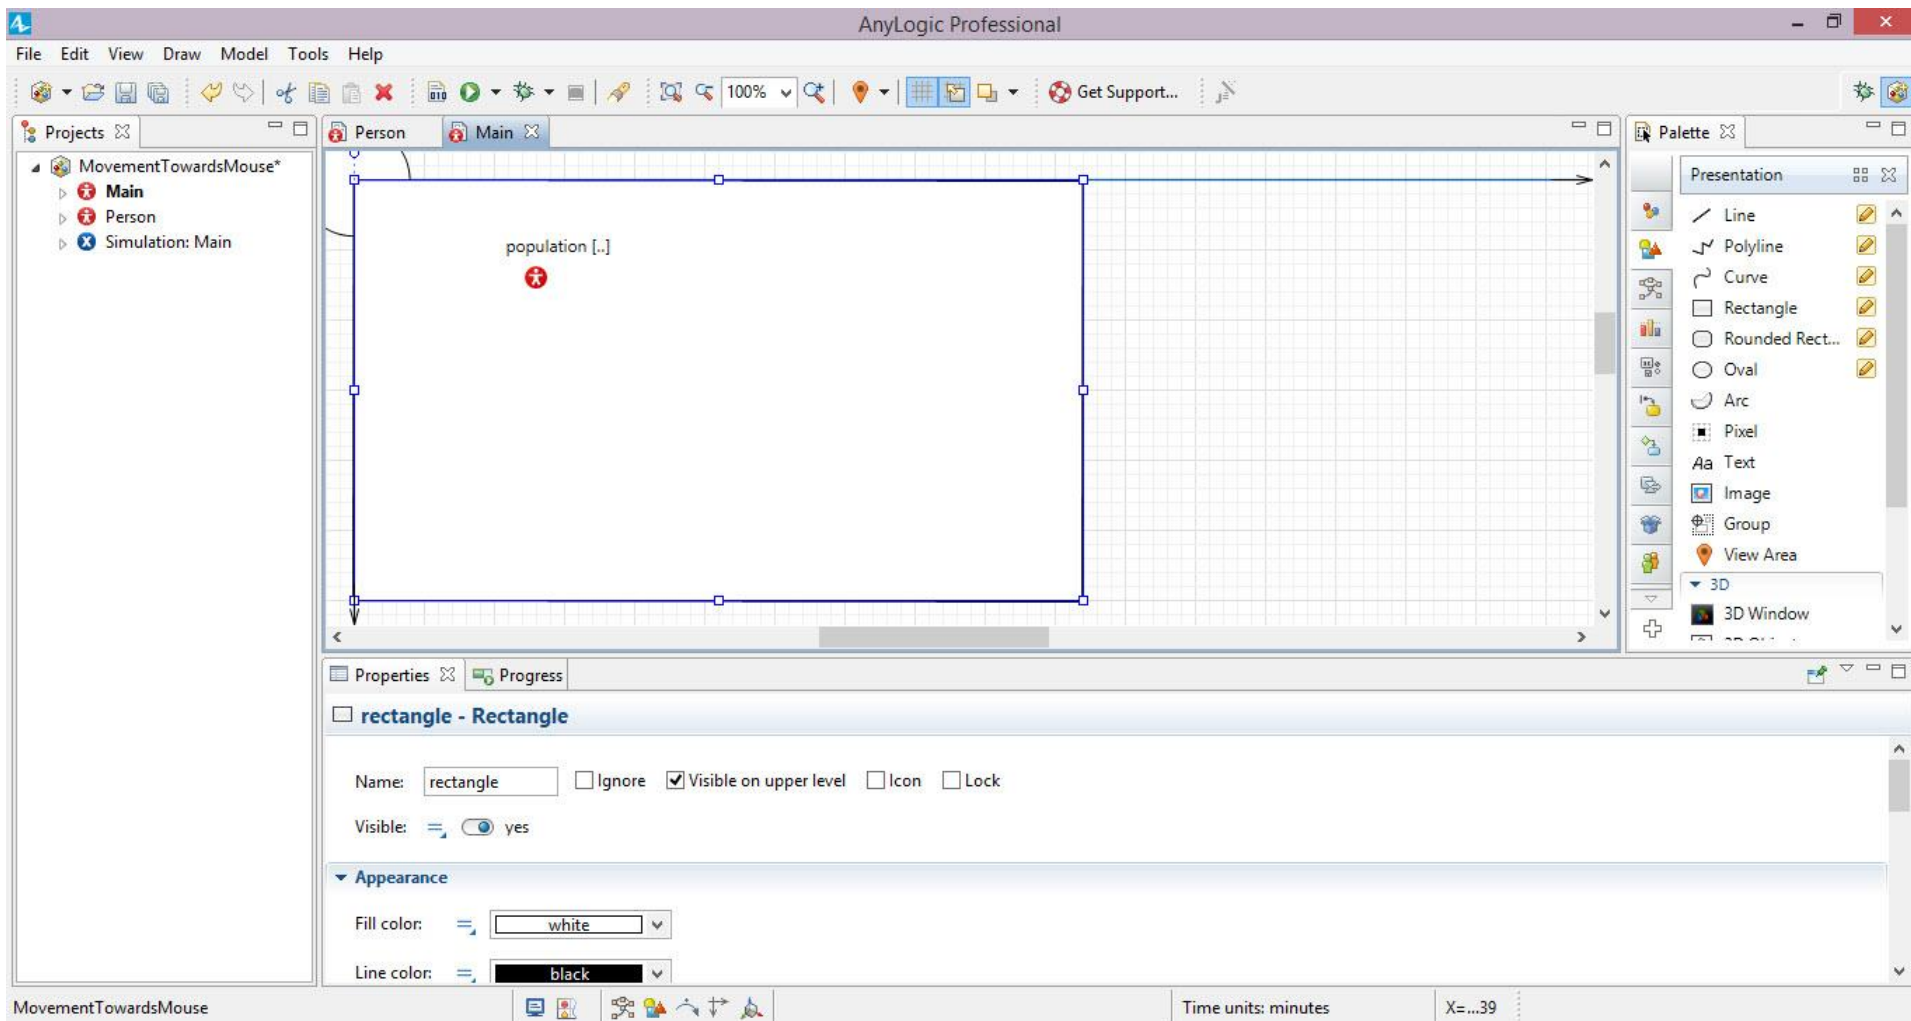 AnyLogic Professional
File Edit View Draw Model Tools Help
100% Get Support...
Projects
MovementTowardsMouse*
Main
Person
Simulation: Main
Person Main
population [..]
Palette
Presentation
Line
Polyline
Curve
Rectangle
Rounded Rect...
Oval
Arc
Pixel
Aa Text
Image
Group
View Area
3D
3D Window
Properties Progress
rectangle - Rectangle
Name: rectangle Ignore Visible on upper level Icon Lock
Visible: yes
Appearance
Fill color: white
Line color: black
MovementTowardsMouse Time units: minutes X=...39